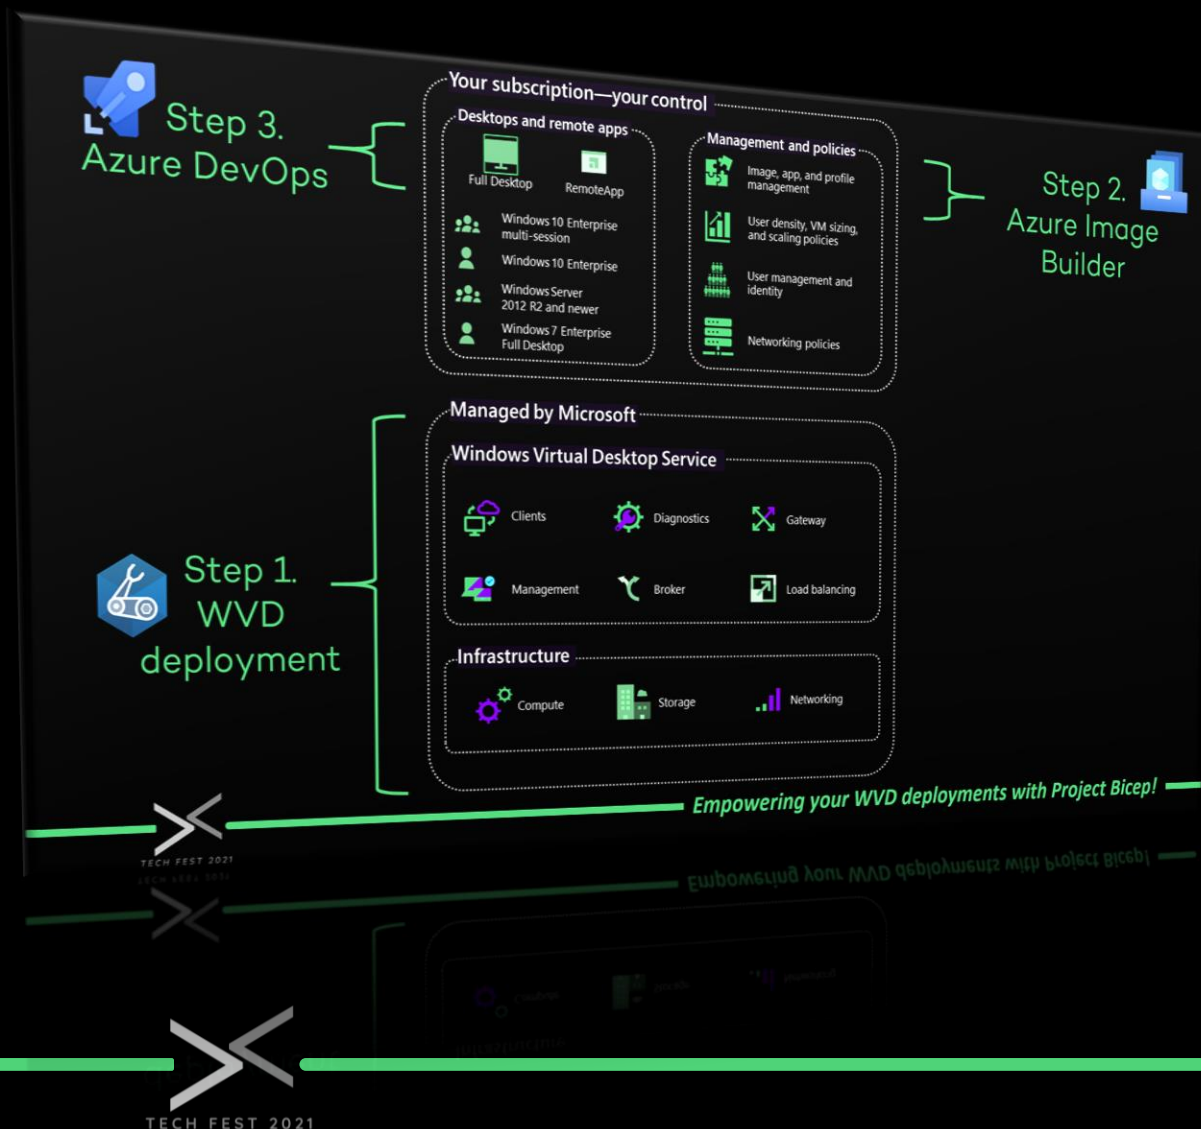 Step 3.
Azure DevOps
Your subscription—your control
Desktops and remote apps
Full Desktop
RemoteApp
Windows 10 Enterprise
multi-session
Windows 10 Enterprise
Windows Server
2012 R2 and newer
Windows 7 Enterprise
Full Desktop
Management and policies
Image, app, and profile
management
User density, VM sizing,
and scaling policies
User management and
identity
Networking policies
Step 2.
Azure Image
Builder
Step 1.
WVD
deployment
Managed by Microsoft
Windows Virtual Desktop Service
Clients
Diagnostics
Gateway
Management
Broker
Load balancing
Infrastructure
Compute
Storage
Networking
Empowering your WVD deployments with Project Bicep!
TECH FEST 2021
TECH FEST 2021